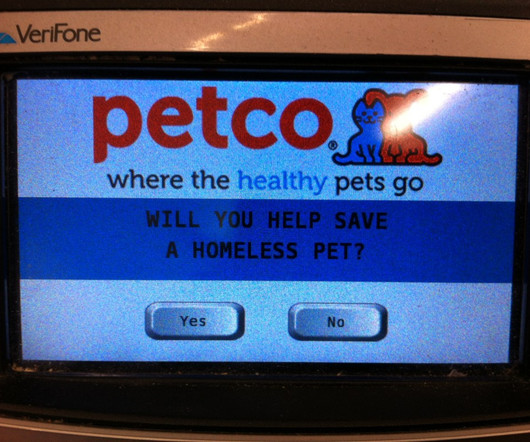 VeriFone
petco®
where the healthy pets go
WILL YOU HELP SAVE
A HOMELESS PET?
Yes
No